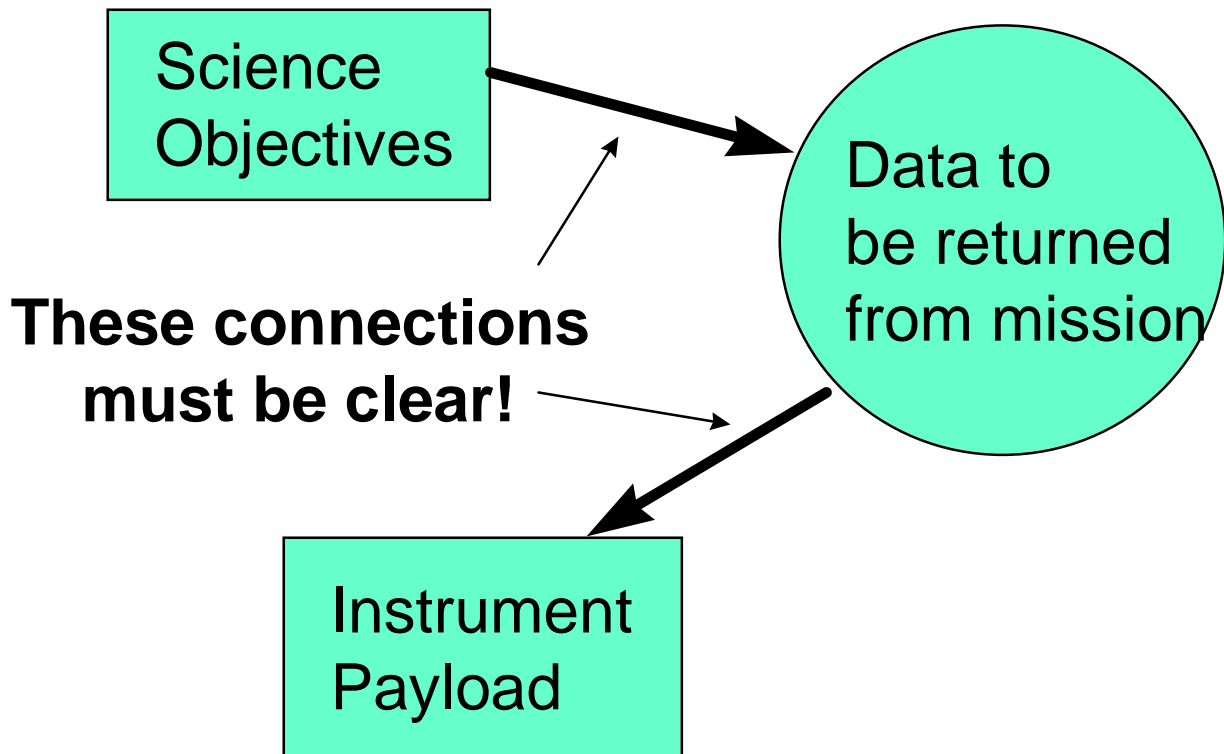 Science
Objectives
Data to
be returned
from mission
These connections
must be clear!
Instrument
Payload